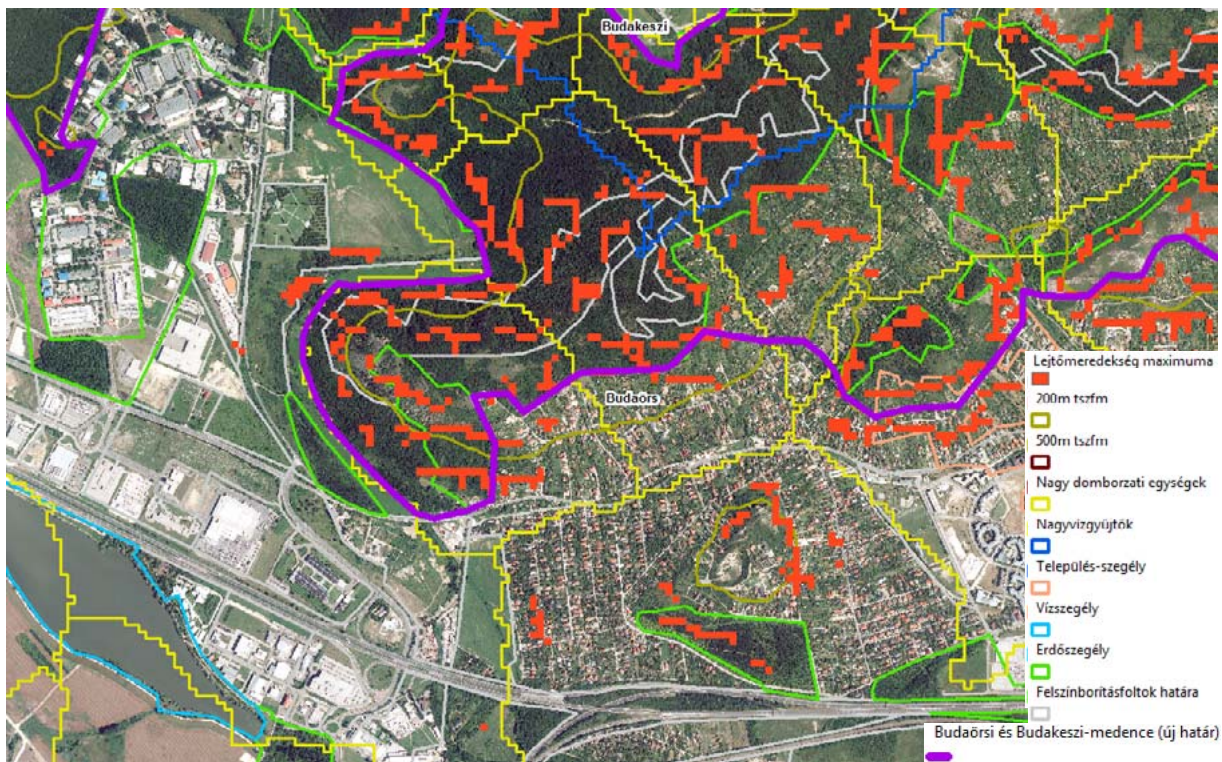 Budakeszi
Budaörs
Lejtőmeredekség maximuma
200m tszfm
500m tszfm
Nagy domborzati egységek
Nagyvízgyűjtők
Település-szegély
Vízszegély
Erdőszegély
Felszínborításfoltok határa
Budaörsi és Budakeszi-medence (új határ)